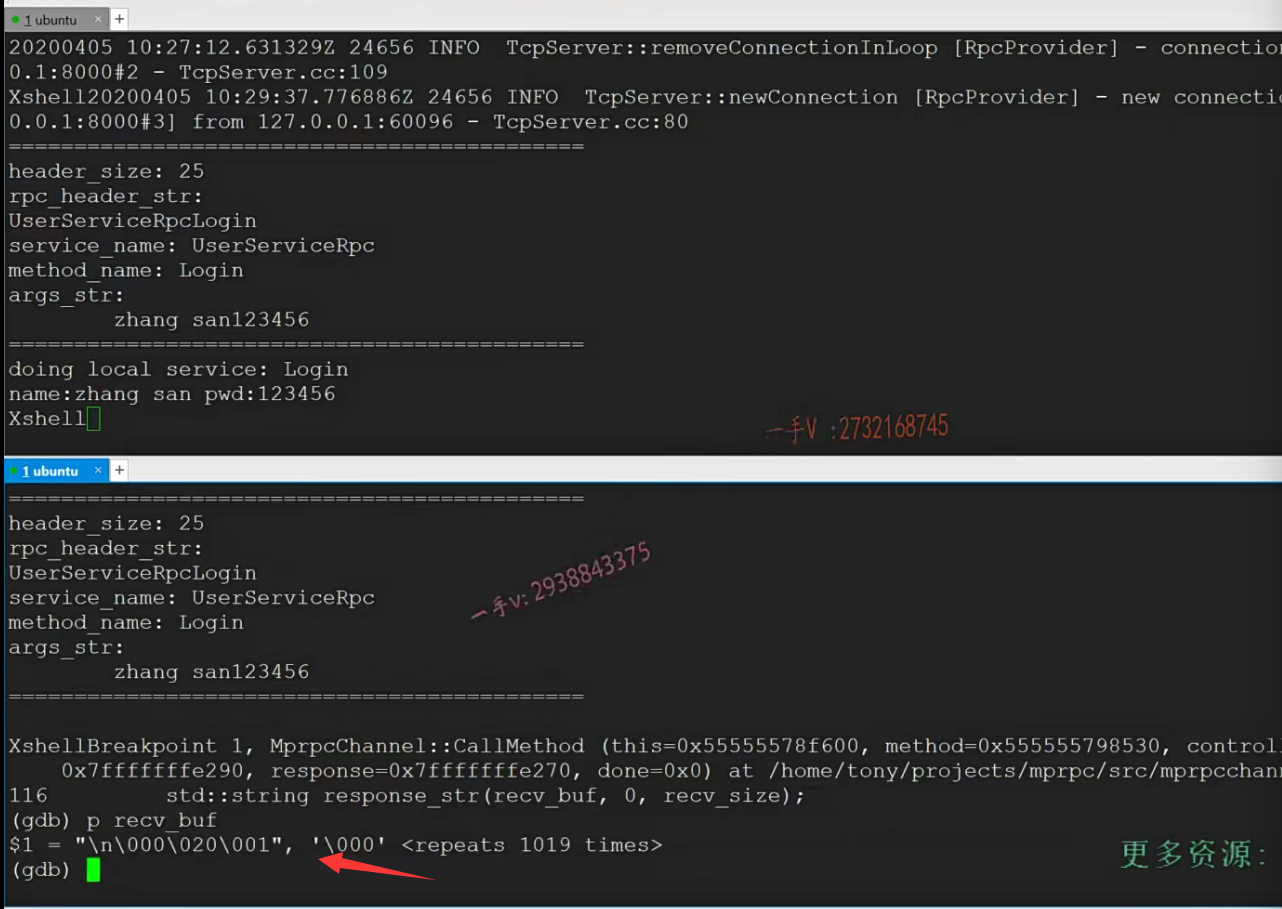 1 ubuntu × +
20200405 10:27:12.631329Z 24656 INFO  TcpServer::removeConnectionInLoop [RpcProvider] - connection
0.1:8000#2 - TcpServer.cc:109
Xshell20200405 10:29:37.776886Z 24656 INFO  TcpServer::newConnection [RpcProvider] - new connectio
0.0.1:8000#3] from 127.0.0.1:60096 - TcpServer.cc:80
============================================
header_size: 25
rpc_header_str:
UserServiceRpcLogin
service_name: UserServiceRpc
method_name: Login
args_str:
        zhang san123456
============================================
doing local service: Login
name:zhang san pwd:123456
Xshell
一手V :2732168745
1 ubuntu × +
============================================
header_size: 25
rpc_header_str:
UserServiceRpcLogin
service_name: UserServiceRpc
一手v: 2938843375
method_name: Login
args_str:
        zhang san123456
============================================
XshellBreakpoint 1, MprpcChannel::CallMethod (this=0x55555578f600, method=0x555555798530, controll
    0x7fffffffe290, response=0x7fffffffe270, done=0x0) at /home/tony/projects/mprpc/src/mprpcchann
116         std::string response_str(recv_buf, 0, recv_size);
(gdb) p recv_buf
$1 = "\n\000\020\001", '\000' <repeats 1019 times>
更多资源:
(gdb)